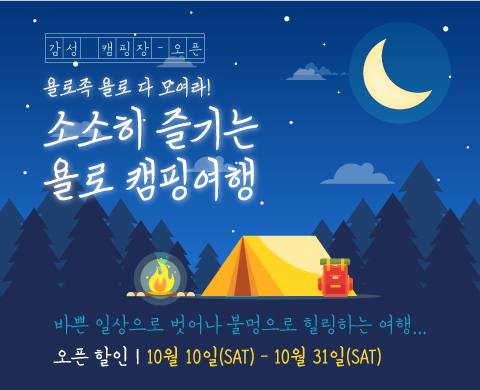 감성 캠핑장-오픈
욜로족 욜로 다 모여라!
소소히 즐기는
욜로 캠핑여행
바쁜 일상으로 벗어나 불멍으로 힐링하는 여행...
오픈 할인 | 10월 10일(SAT) - 10월 31일(SAT)